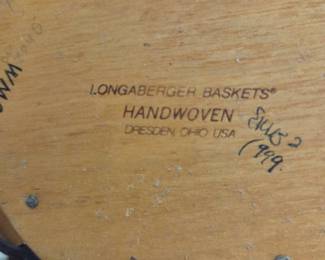 LONGABERGER BASKETS®
HANDWOVEN
DRESDEN, OHIO USA
1999.